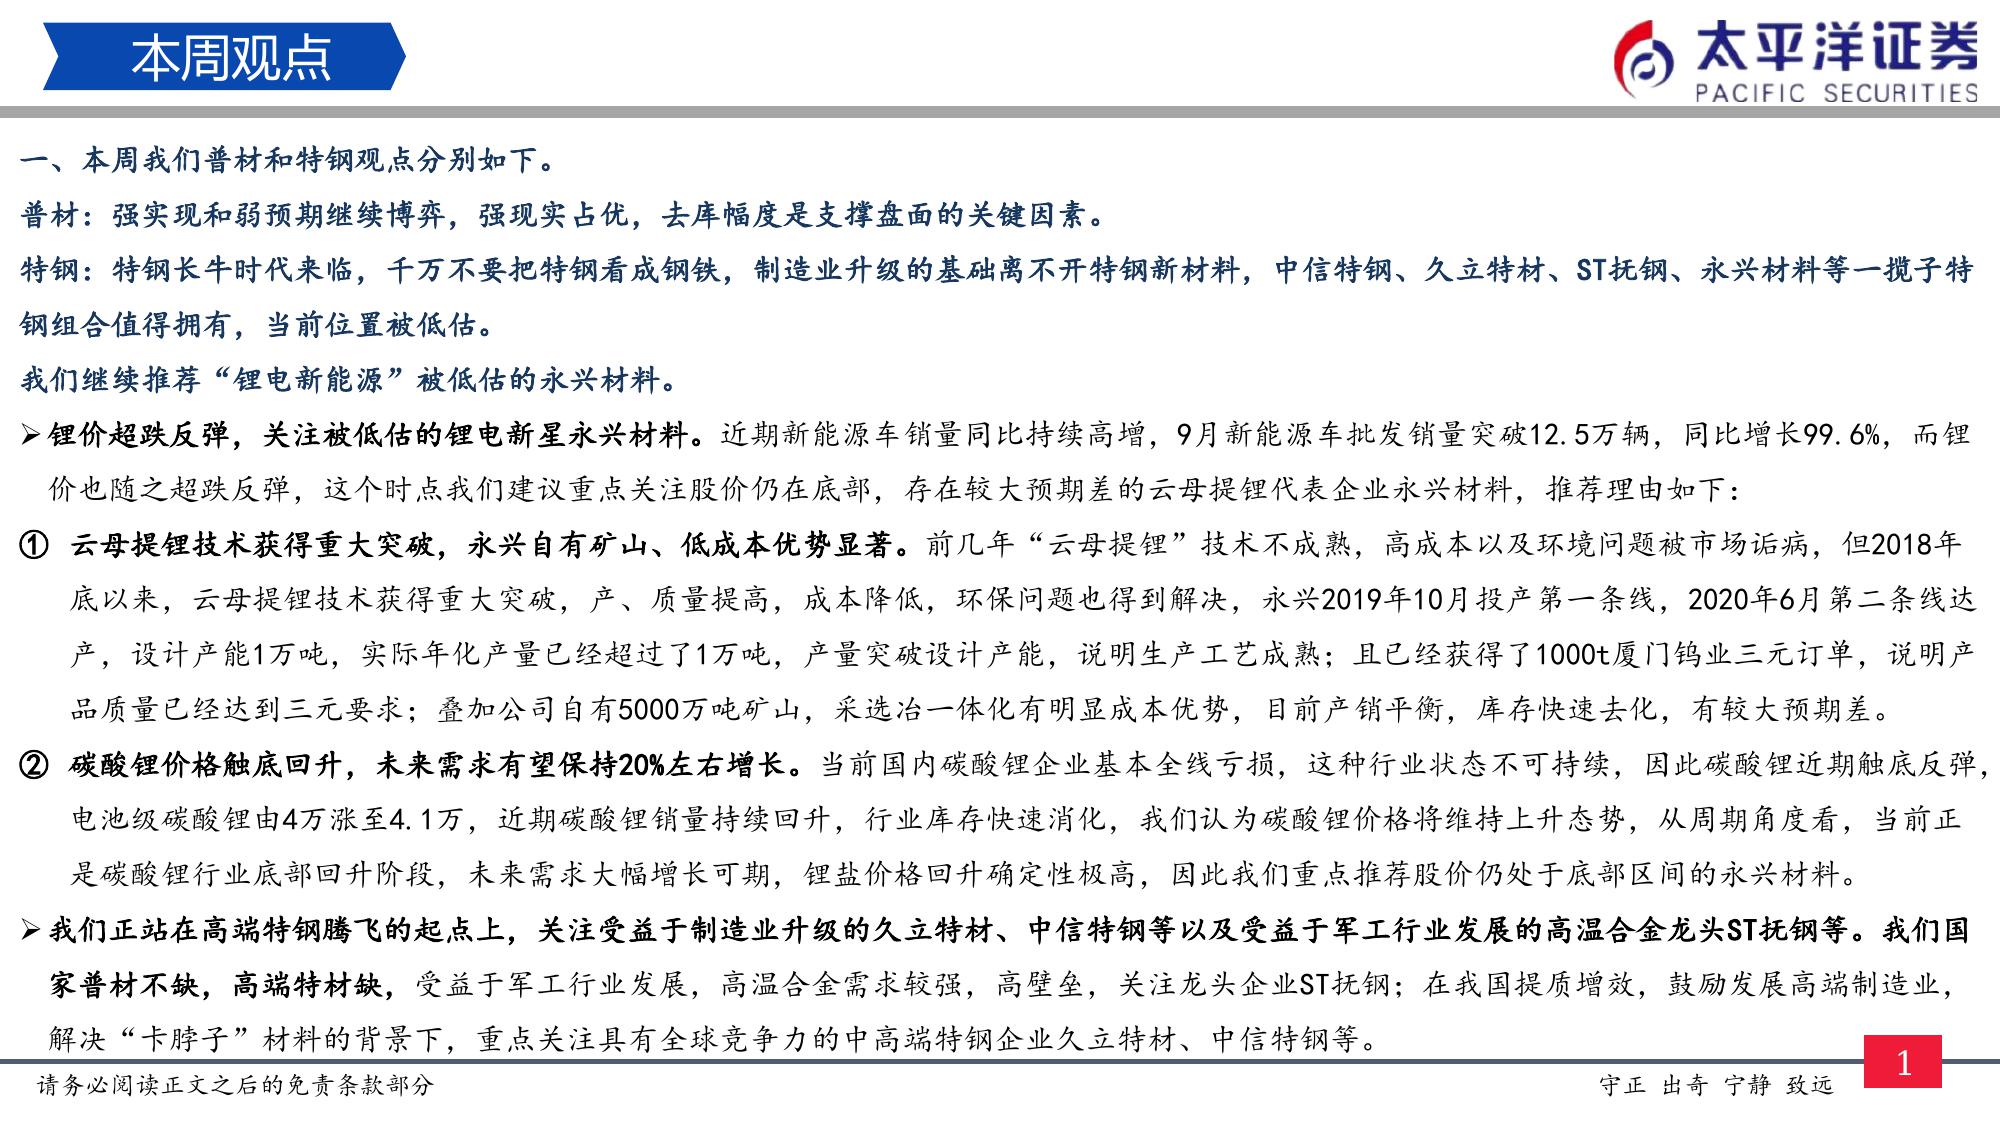 本周观点
太平洋证券
PACIFIC SECURITIES
一、本周我们普材和特钢观点分别如下。
普材：强实现和弱预期继续博弈，强现实占优，去库幅度是支撑盘面的关键因素。
特钢：特钢长牛时代来临，千万不要把特钢看成钢铁，制造业升级的基础离不开特钢新材料，中信特钢、久立特材、ST抚钢、永兴材料等一揽子特
钢组合值得拥有，当前位置被低估。
我们继续推荐“锂电新能源”被低估的永兴材料。
➢锂价超跌反弹，关注被低估的锂电新星永兴材料。近期新能源车销量同比持续高增，9月新能源车批发销量突破12.5万辆，同比增长99.6%，而锂
价也随之超跌反弹，这个时点我们建议重点关注股价仍在底部，存在较大预期差的云母提锂代表企业永兴材料，推荐理由如下：
① 云母提锂技术获得重大突破，永兴自有矿山、低成本优势显著。前几年“云母提锂”技术不成熟，高成本以及环境问题被市场诟病，但2018年
底以来，云母提锂技术获得重大突破，产、质量提高，成本降低，环保问题也得到解决，永兴2019年10月投产第一条线，2020年6月第二条线达
产，设计产能1万吨，实际年化产量已经超过了1万吨，产量突破设计产能，说明生产工艺成熟；且已经获得了1000t厦门钨业三元订单，说明产
品质量已经达到三元要求；叠加公司自有5000万吨矿山，采选冶一体化有明显成本优势，目前产销平衡，库存快速去化，有较大预期差。
② 碳酸锂价格触底回升，未来需求有望保持20%左右增长。当前国内碳酸锂企业基本全线亏损，这种行业状态不可持续，因此碳酸锂近期触底反弹，
电池级碳酸锂由4万涨至4.1万，近期碳酸锂销量持续回升，行业库存快速消化，我们认为碳酸锂价格将维持上升态势，从周期角度看，当前正
是碳酸锂行业底部回升阶段，未来需求大幅增长可期，锂盐价格回升确定性极高，因此我们重点推荐股价仍处于底部区间的永兴材料。
➢我们正站在高端特钢腾飞的起点上，关注受益于制造业升级的久立特材、中信特钢等以及受益于军工行业发展的高温合金龙头ST抚钢等。我们国
家普材不缺，高端特材缺，受益于军工行业发展，高温合金需求较强，高壁垒，关注龙头企业ST抚钢；在我国提质增效，鼓励发展高端制造业，
解决“卡脖子”材料的背景下，重点关注具有全球竞争力的中高端特钢企业久立特材、中信特钢等。
请务必阅读正文之后的免责条款部分
守正 出奇 宁静 致远
1